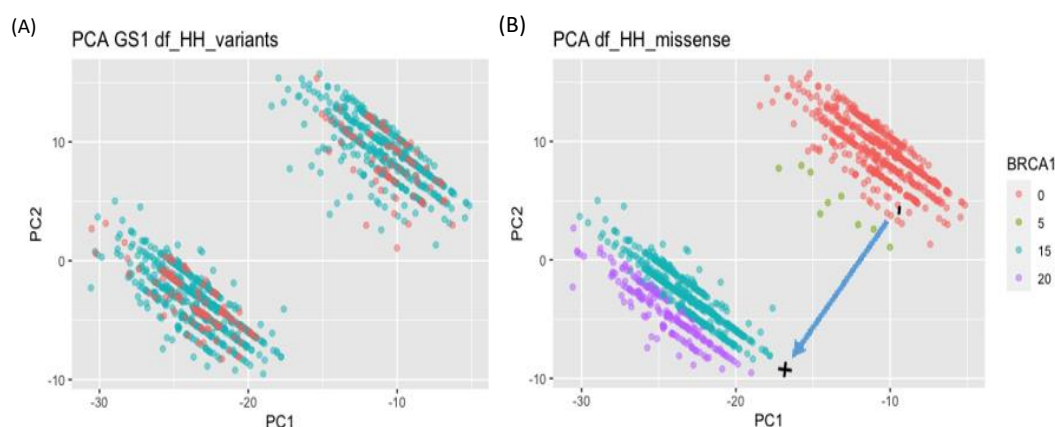 (A)
PCA GS1 df_HH_variants
10
0
-10
PC2
-30
-20
-10
PC1
(B)
PCA df_HH_missense
10
0
-10
PC2
-30
-20
-10
PC1
-
+
BRCA1
0
5
15
20